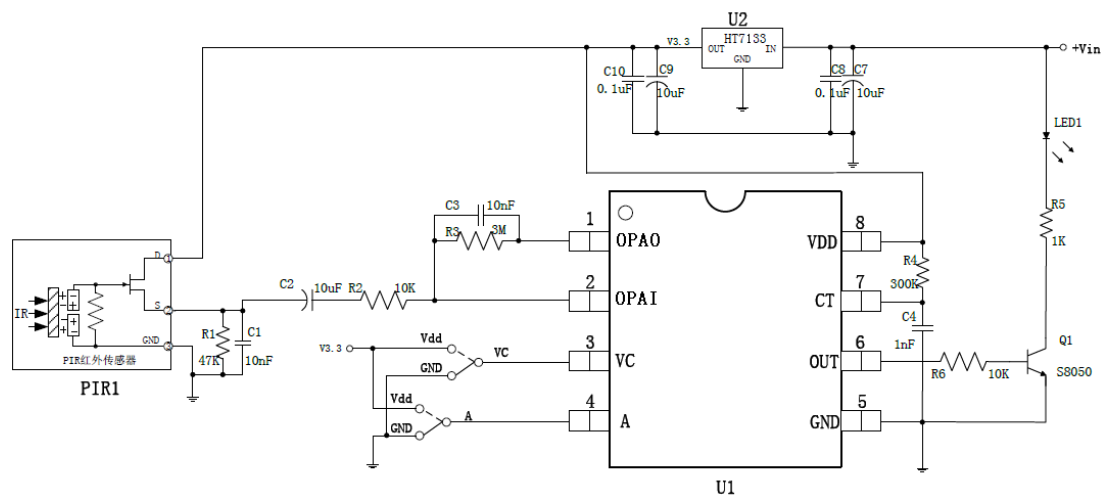 U2
HT7133
V3.3 OUT IN
GND
+Vin
C10
0.1uF
C9
10uF
C8
0.1uF
C7
10uF
LED1
C3 10nF
R3 3M
1
OPAO
8
VDD
R5
1K
D 1
R4
300K
C2 10uF R2 10K
2
OPAI
7
CT
IR
S 2
C4
1nF
R1
47K
C1
10nF
GND 3
PIR红外传感器
PIR1
V3.3
Vdd
GND
VC
3
VC
6
OUT
R6 10K
Q1
S8050
Vdd
GND
A
4
A
5
GND
U1